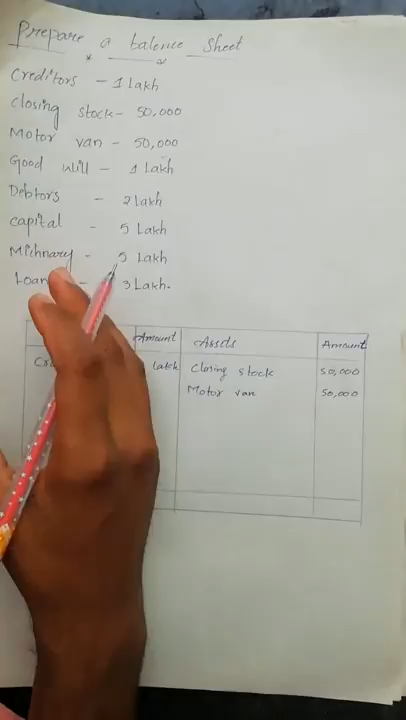 Prepare a balence sheet
Creditors - 1 Lakh
Closing stock - 50,000
Motor van - 50,000
Good will - 1 Lakh
Debtors - 2 Lakh
Capital - 5 Lakh
Michnary - 5 Lakh
Loan - 3 Lakh.
Amount Assets Amount
lakh Closing stock 50,000
Motor van 50,000